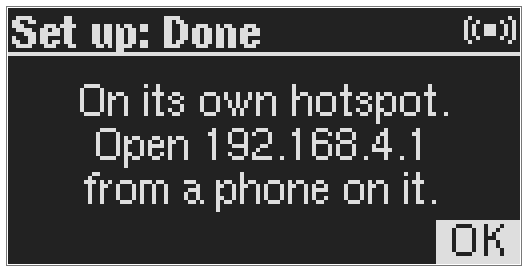 Set up: Done
On its own hotspot.
Open 192.168.4.1
from a phone on it.
OK